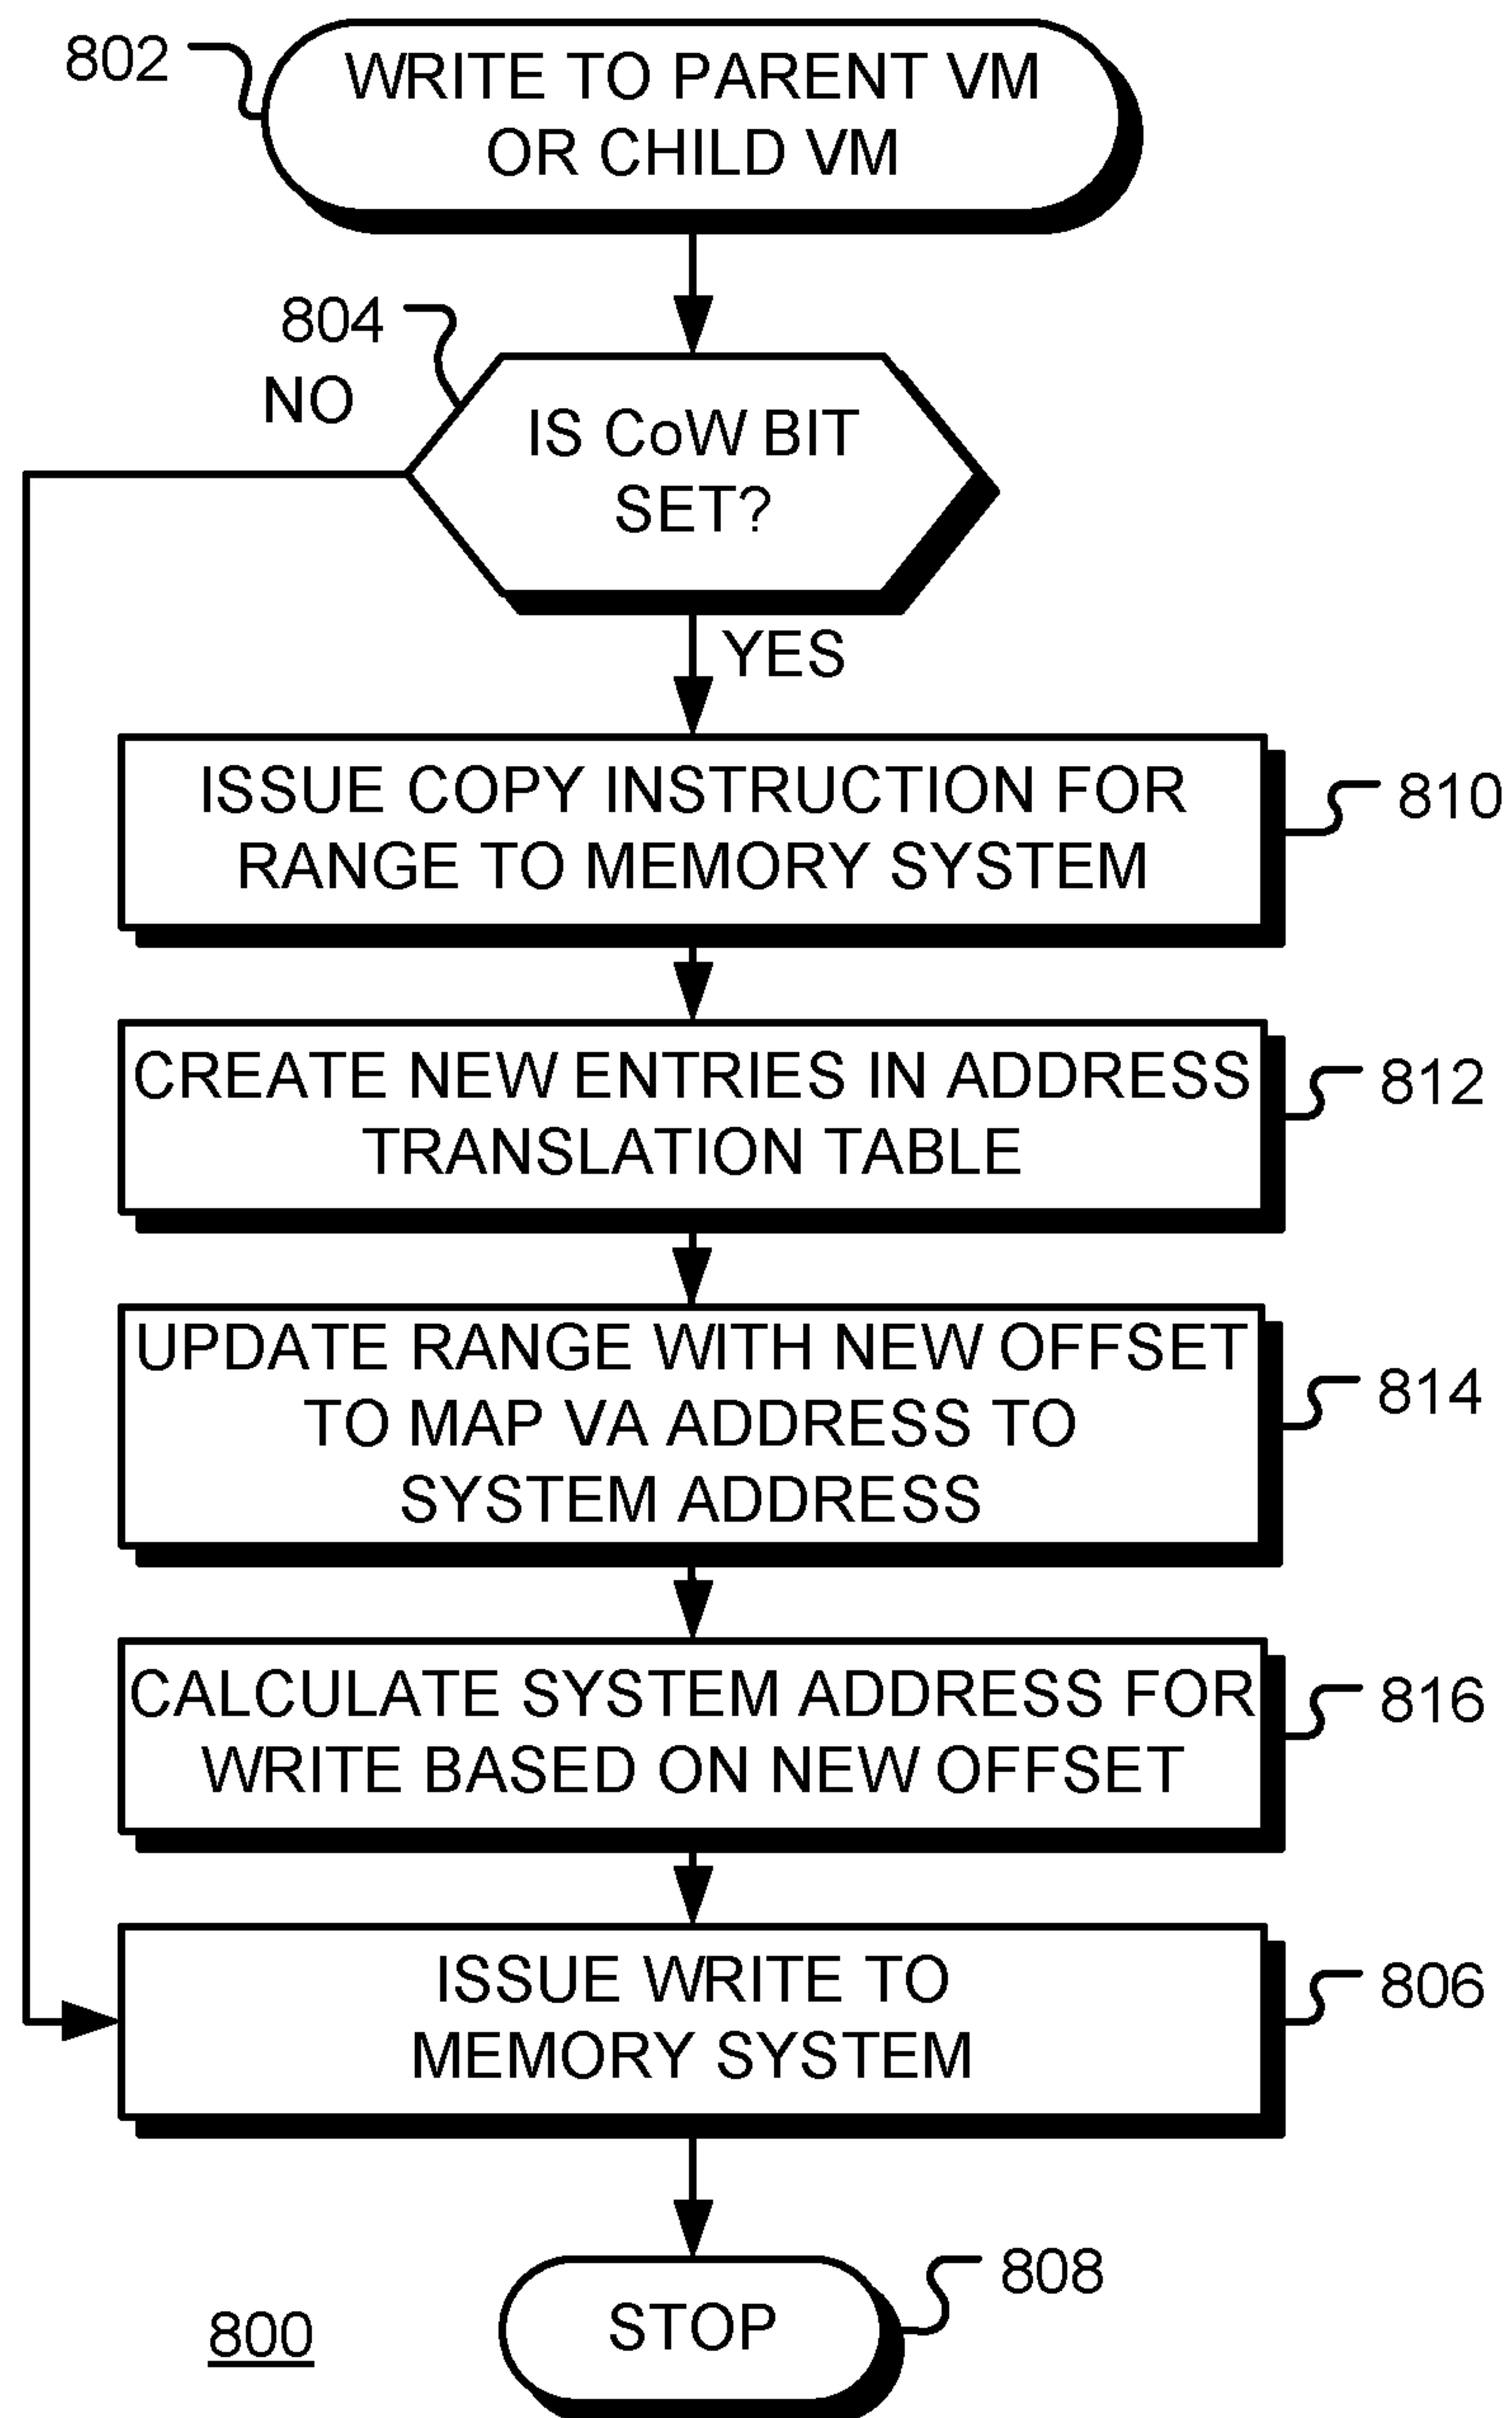 802
WRITE TO PARENT VM
OR CHILD VM
804
NO
IS CoW BIT
SET?
YES
ISSUE COPY INSTRUCTION FOR
RANGE TO MEMORY SYSTEM
810
CREATE NEW ENTRIES IN ADDRESS
TRANSLATION TABLE
812
UPDATE RANGE WITH NEW OFFSET
TO MAP VA ADDRESS TO
SYSTEM ADDRESS
814
CALCULATE SYSTEM ADDRESS FOR
WRITE BASED ON NEW OFFSET
816
ISSUE WRITE TO
MEMORY SYSTEM
806
STOP
808
800